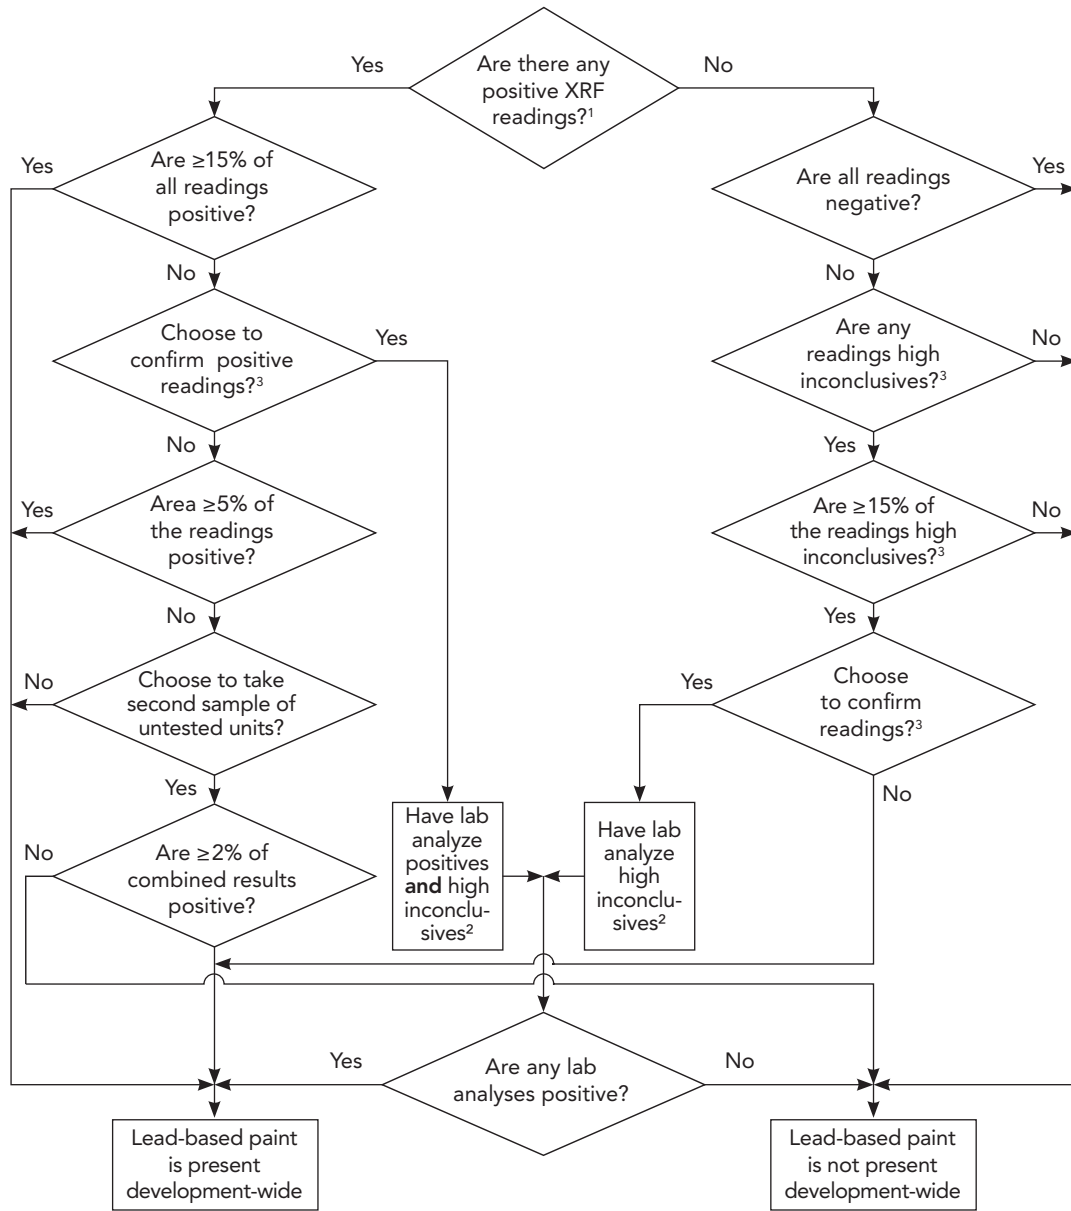 Yes
Are there any
positive XRF
readings?¹
No
Yes
Are ≥15% of
all readings
positive?
Are all readings
negative?
Yes
No
No
Choose to
confirm positive
readings?³
Yes
Are any
readings high
inconclusives?³
No
No
Yes
Yes
Area ≥5% of
the readings
positive?
Are ≥15% of
the readings high
inconclusives?³
No
No
Yes
No
Choose to take
second sample of
untested units?
Yes
Choose
to confirm
readings?³
Yes
No
No
Are ≥2% of
combined results
positive?
Have lab
analyze
positives
and high
inconclu-
sives²
Have lab
analyze
high
inconclu-
sives²
Yes
Are any lab
analyses positive?
No
Lead-based paint
is present
development-wide
Lead-based paint
is not present
development-wide